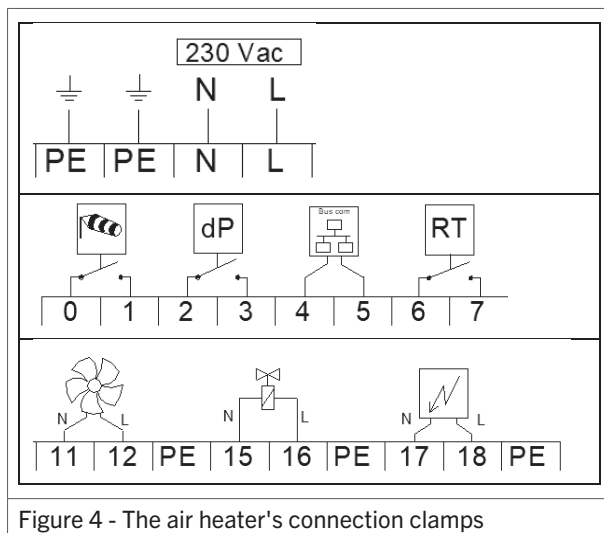 230 Vac
N L
PE PE N L
Bus com
dP RT
0 1 2 3 4 5 6 7
N L N L N L
11 12 PE 15 16 PE 17 18 PE
Figure 4 - The air heater's connection clamps